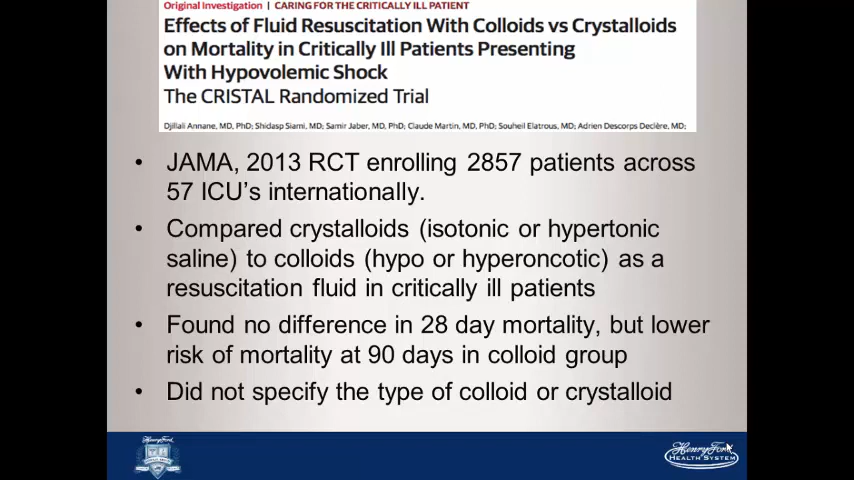 Original Investigation | CARING FOR THE CRITICALLY ILL PATIENT
Effects of Fluid Resuscitation With Colloids vs Crystalloids
on Mortality in Critically Ill Patients Presenting
With Hypovolemic Shock
The CRISTAL Randomized Trial
Djillali Annane, MD, PhD; Shidasp Siami, MD; Samir Jaber, MD, PhD; Claude Martin, MD, PhD; Souheil Elatrous, MD; Adrien Descorps Declère, MD;
• JAMA, 2013 RCT enrolling 2857 patients across
57 ICU's internationally.
• Compared crystalloids (isotonic or hypertonic
saline) to colloids (hypo or hyperoncotic) as a
resuscitation fluid in critically ill patients
• Found no difference in 28 day mortality, but lower
risk of mortality at 90 days in colloid group
• Did not specify the type of colloid or crystalloid
Henry Ford
Henry Ford
HEALTH SYSTEM